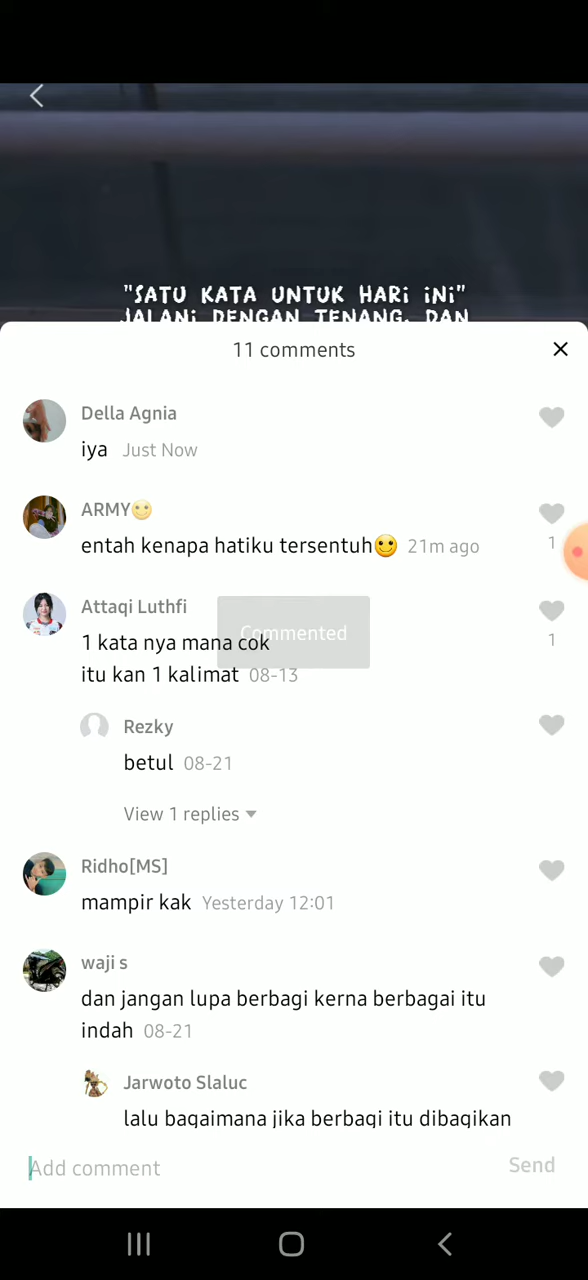 "SATU KATA UNTUK HARI INI"
JALANI DENGAN TENANG, DAN
11 comments
Della Agnia
iya Just Now
ARMY🙂
entah kenapa hatiku tersentuh🙂 21m ago
1
Attaqi Luthfi
Commented
1 kata nya mana cok
1
itu kan 1 kalimat 08-13
Rezky
betul 08-21
View 1 replies
Ridho[MS]
mampir kak Yesterday 12:01
waji s
dan jangan lupa berbagi kerna berbagai itu
indah 08-21
Jarwoto Slaluc
lalu bagaimana jika berbagi itu dibagikan
Add comment
Send